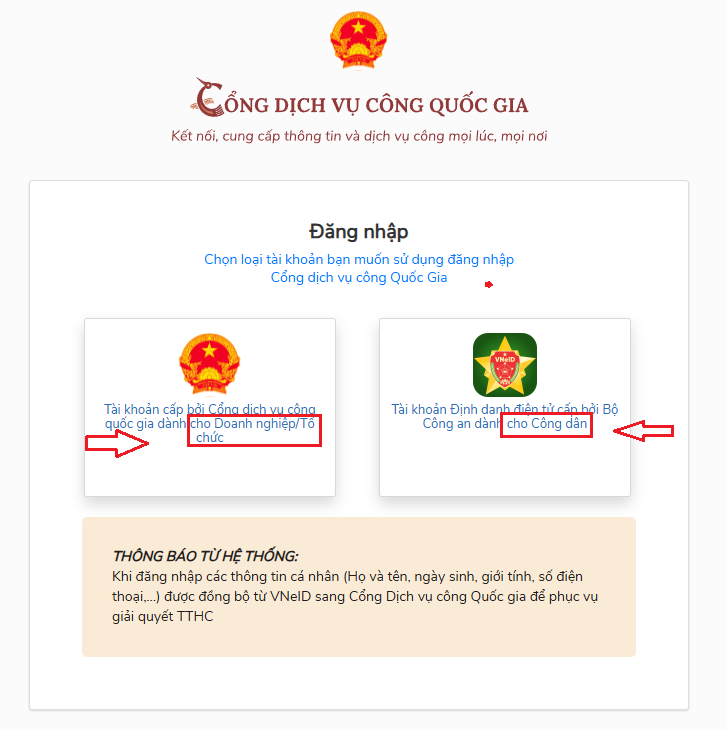 CỔNG DỊCH VỤ CÔNG QUỐC GIA
Kết nối, cung cấp thông tin và dịch vụ công mọi lúc, mọi nơi
Đăng nhập
Chọn loại tài khoản bạn muốn sử dụng đăng nhập
Cổng dịch vụ công Quốc Gia
Tài khoản cấp bởi Cổng dịch vụ công
quốc gia dành cho Doanh nghiệp/Tổ
chức
VNeID
Tài khoản Định danh điện tử cấp bởi Bộ
Công an dành cho Công dân
THÔNG BÁO TỪ HỆ THỐNG:
Khi đăng nhập các thông tin cá nhân (Họ và tên, ngày sinh, giới tính, số điện
thoại,...) được đồng bộ từ VNeID sang Cổng Dịch vụ công Quốc gia để phục vụ
giải quyết TTHC